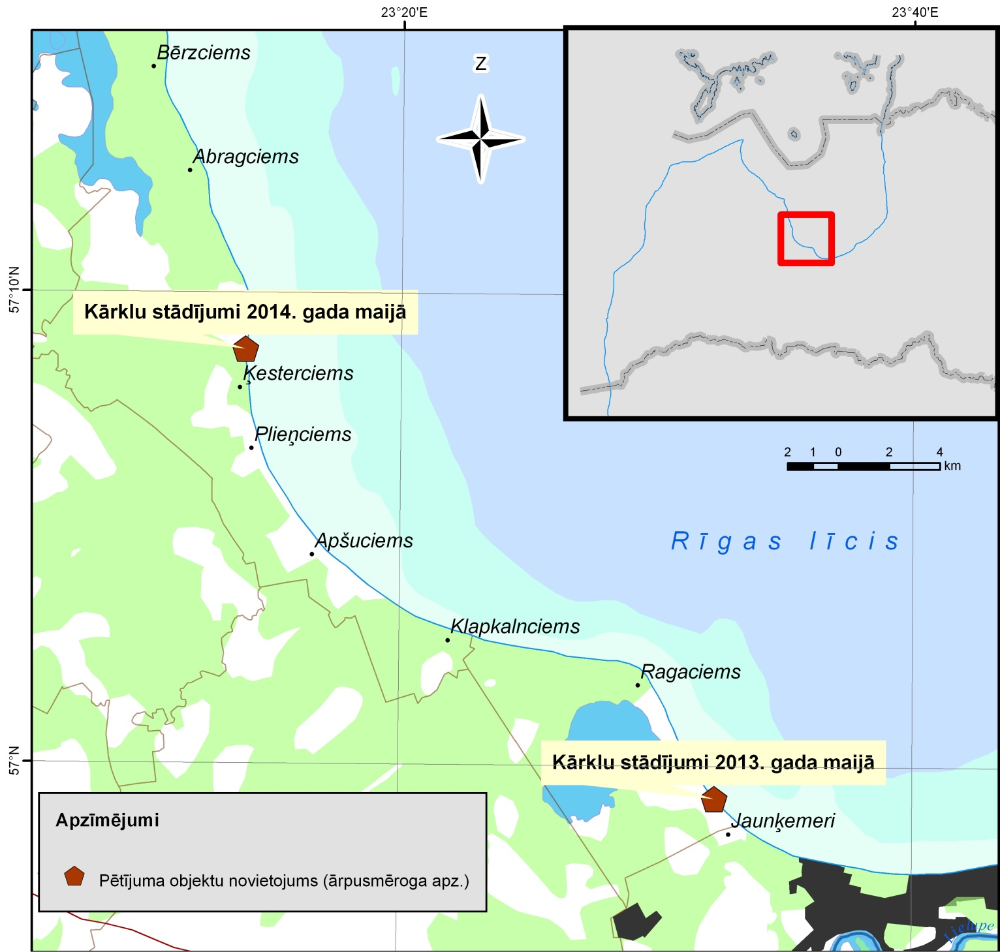 23°20'E
23°40'E
Bērzciems
Z
Abragciems
57°10'N
Kārklu stādījumi 2014. gada maijā
Ķesterciems
Plieņciems
2 1 0 2 4
km
Apšuciems
Rīgas līcis
Klapkalnciems
Ragaciems
57°N
Kārklu stādījumi 2013. gada maijā
Jaunķemeri
Apzīmējumi
Pētījuma objektu novietojums (ārpusmēroga apz.)
Lielupe